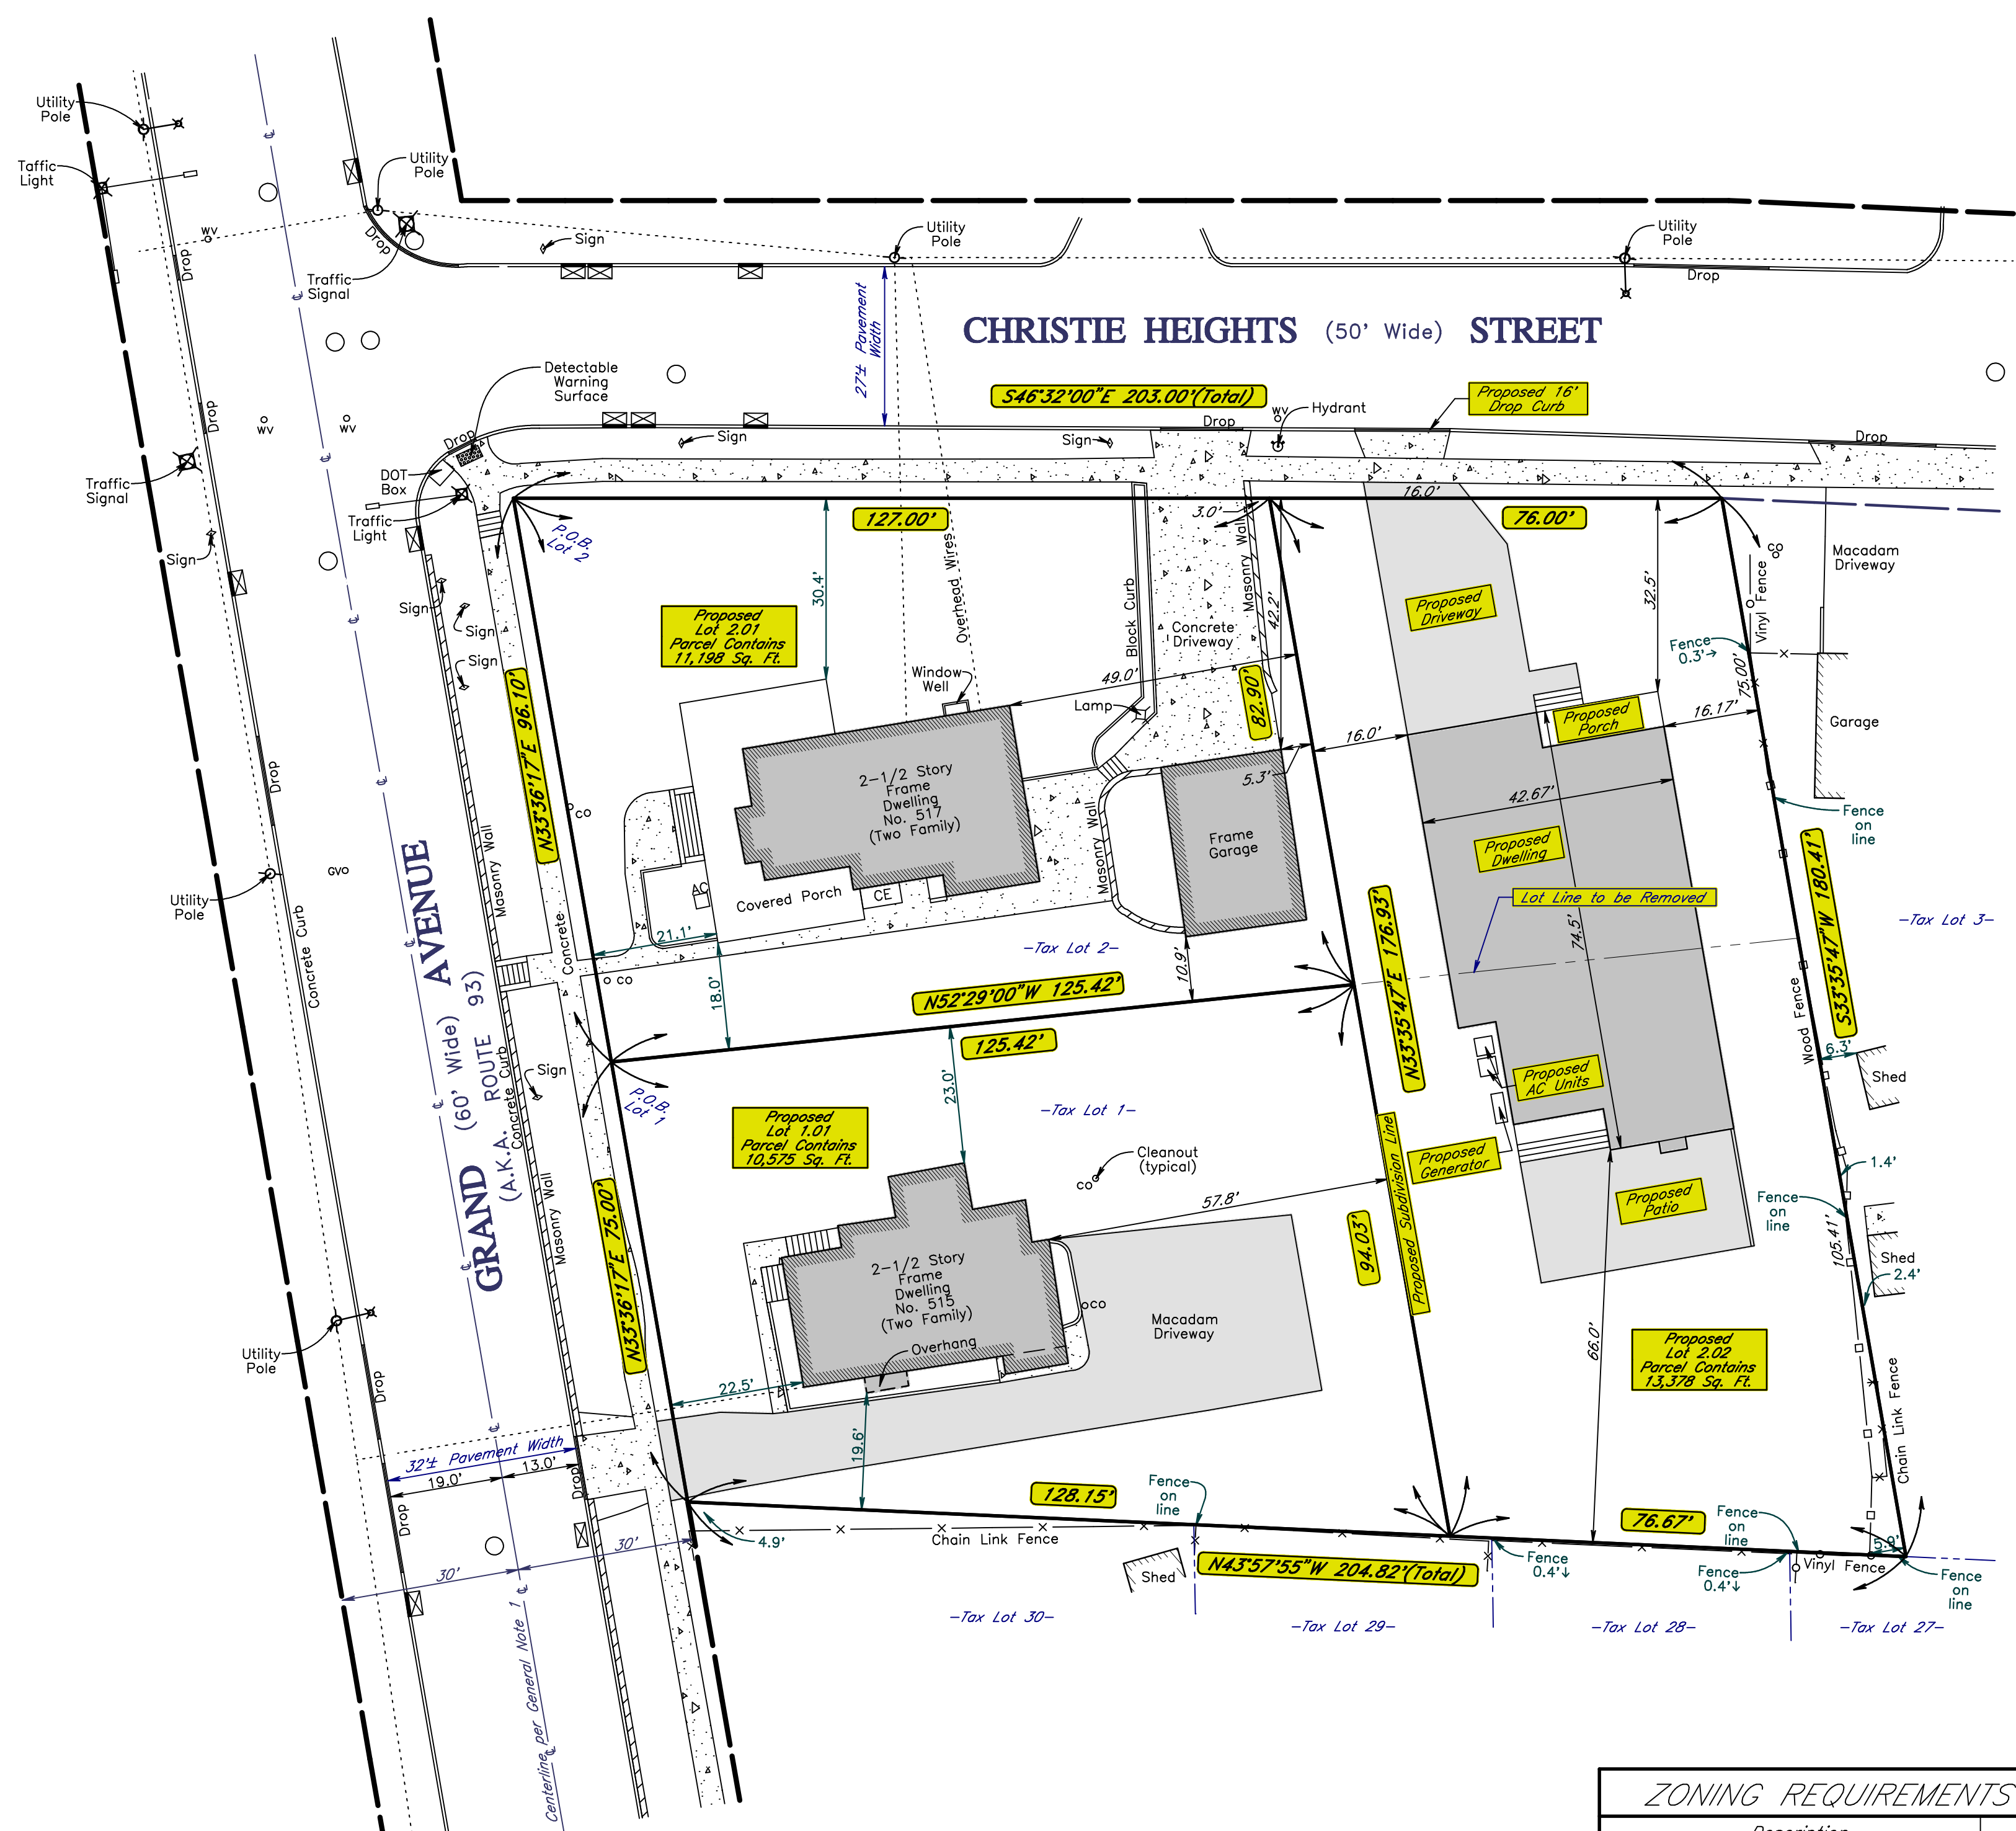 Utility
Pole
Taffic
Light
WV
Drop
Utility
Pole
Drop
Traffic
Signal
Sign
Utility
Pole
Utility
Pole
Drop
27'± Pavement
Width
CHRISTIE HEIGHTS (50' Wide) STREET
Detectable
Warning
Surface
S46°32'00"E 203.00'(Total)
Proposed 16'
Drop Curb
WV
Hydrant
Drop
Drop
WV
WV
Traffic
Signal
DOT
Box
Drop
Sign
Sign
Drop
Traffic
Light
Sign
P.O.B.
Lot 2
127.00'
3.0'
16.0'
76.00'
30.4'
Overhead Wires
Block Curb
Masonry Wall
42.2'
32.5'
CO
Vinyl Fence
Macadam
Driveway
Sign
Sign
Sign
Proposed
Lot 2.01
Parcel Contains
11,198 Sq. Ft.
Concrete
Driveway
Proposed
Driveway
Fence
0.3'→
75.00'
Garage
N33°36'17"E 96.10'
Window
Well
49.0'
Lamp
82.90'
16.0'
Proposed
Porch
16.17'
5.3'
Drop
2-1/2 Story
Frame
Dwelling
No. 517
(Two Family)
CO
Masonry Wall
Frame
Garage
42.67'
Proposed
Dwelling
Fence
on
line
S33°35'47"W 180.41'
Utility
Pole
GV
Masonry Wall
AC
Covered Porch
CE
Lot Line to be Removed
74.5'
-Tax Lot 3-
Concrete Curb
Concrete
21.1'
CO
18.0'
-Tax Lot 2-
10.9'
N52°29'00"W 125.42'
125.42'
N33°35'47"E 176.93'
Wood Fence
6.3'
Shed
GRAND AVENUE
(60' Wide)
(A.K.A. ROUTE 93)
Concrete Curb
Sign
P.O.B.
Lot 1
23.0'
-Tax Lot 1-
Proposed
AC Units
Proposed
Lot 1.01
Parcel Contains
10,575 Sq. Ft.
Cleanout
(typical)
CO
Proposed
Generator
Proposed Subdivision Line
Proposed
Patio
1.4'
Fence
on
line
105.41'
Shed
2.4'
Masonry Wall
N33°36'17"E 75.00'
57.8'
94.03'
2-1/2 Story
Frame
Dwelling
No. 515
(Two Family)
Overhang
CO
Macadam
Driveway
66.0'
Proposed
Lot 2.02
Parcel Contains
13,378 Sq. Ft.
Utility
Pole
Drop
22.5'
19.6'
Chain Link Fence
32'± Pavement Width
19.0'
13.0'
Drop
Drop
128.15'
Fence
on
line
76.67'
Fence
on
line
4.9'
Chain Link Fence
N43°57'55"W 204.82'(Total)
Shed
Fence
0.4'↓
Fence
0.4'↓
Vinyl Fence
5.9'
Fence
on
line
30'
30'
-Tax Lot 30-
-Tax Lot 29-
-Tax Lot 28-
-Tax Lot 27-
Centerline per General Note 1
ZONING REQUIREMENTS